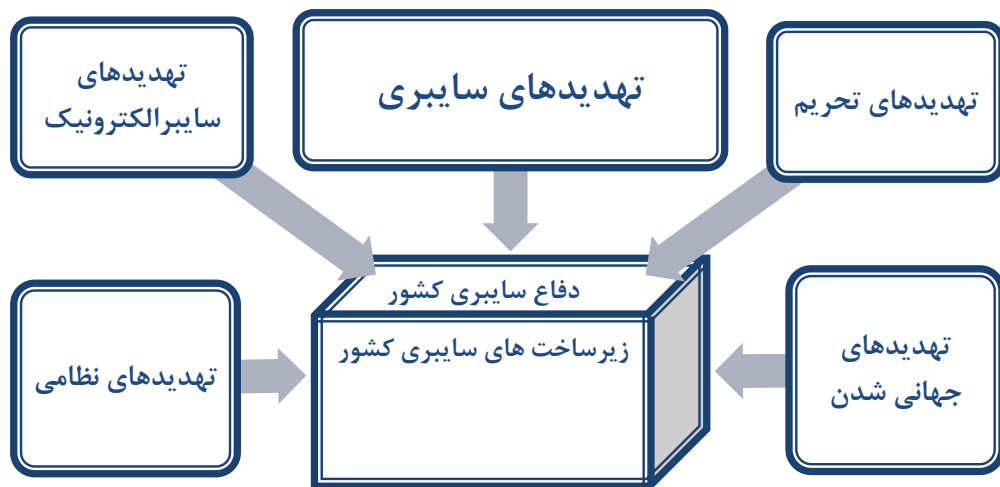 تهدیدهای تحریم
تهدیدهای سایبری
تهدیدهای
سایبرالکترونیک
دفاع سایبری کشور
زیرساخت های سایبری کشور
تهدیدهای
جهانی شدن
تهدیدهای نظامی